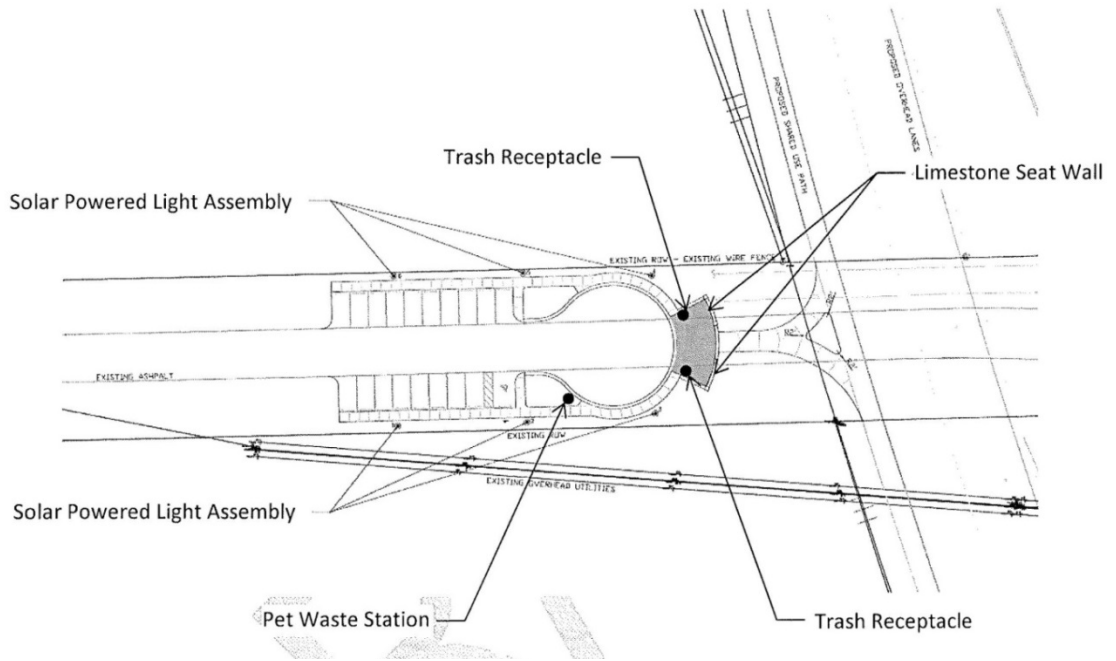 PROPOSED SHARED USE PATH
PROPOSED OVERHEAD LANES
Trash Receptacle
Limestone Seat Wall
Solar Powered Light Assembly
EXISTING ROW - EXISTING WIRE FENCE
EXISTING ASPHALT
EXISTING ROW
EXISTING OVERHEAD UTILITIES
Solar Powered Light Assembly
Pet Waste Station
Trash Receptacle